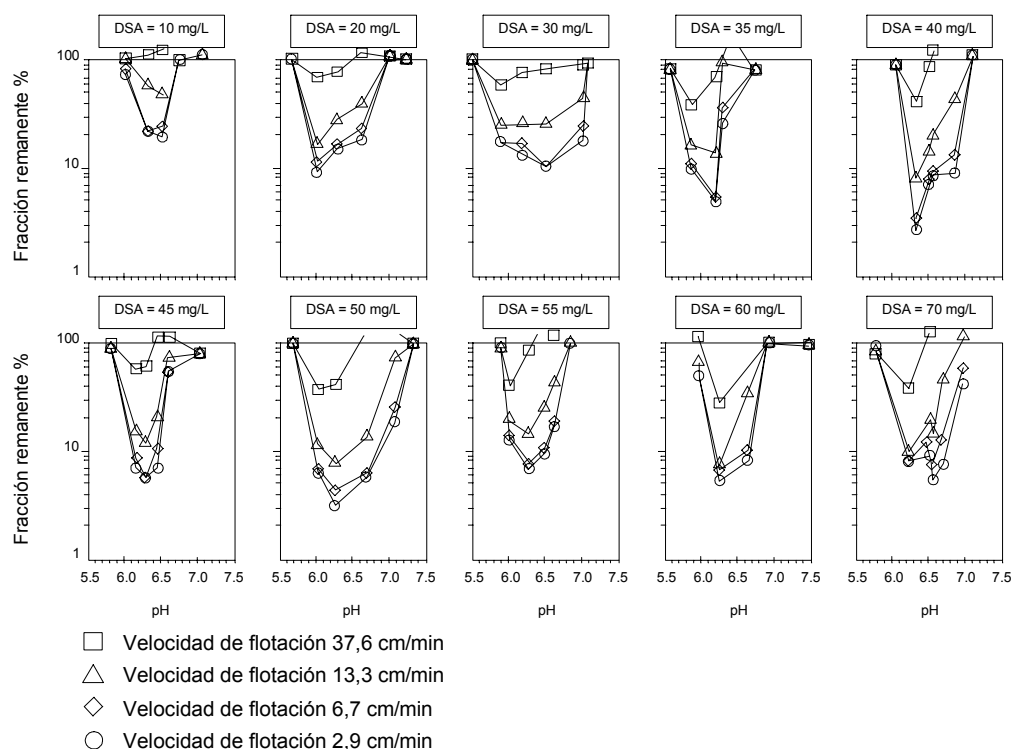 DSA = 10 mg/L DSA = 20 mg/L DSA = 30 mg/L DSA = 35 mg/L DSA = 40 mg/L
Fracción remanente %
100
10
1
DSA = 45 mg/L DSA = 50 mg/L DSA = 55 mg/L DSA = 60 mg/L DSA = 70 mg/L
Fracción remanente %
100
10
1
5.5 6.0 6.5 7.0 7.5 5.5 6.0 6.5 7.0 7.5 5.5 6.0 6.5 7.0 7.5 5.5 6.0 6.5 7.0 7.5 5.5 6.0 6.5 7.0 7.5
pH pH pH pH pH
Velocidad de flotación 37,6 cm/min
Velocidad de flotación 13,3 cm/min
Velocidad de flotación 6,7 cm/min
Velocidad de flotación 2,9 cm/min